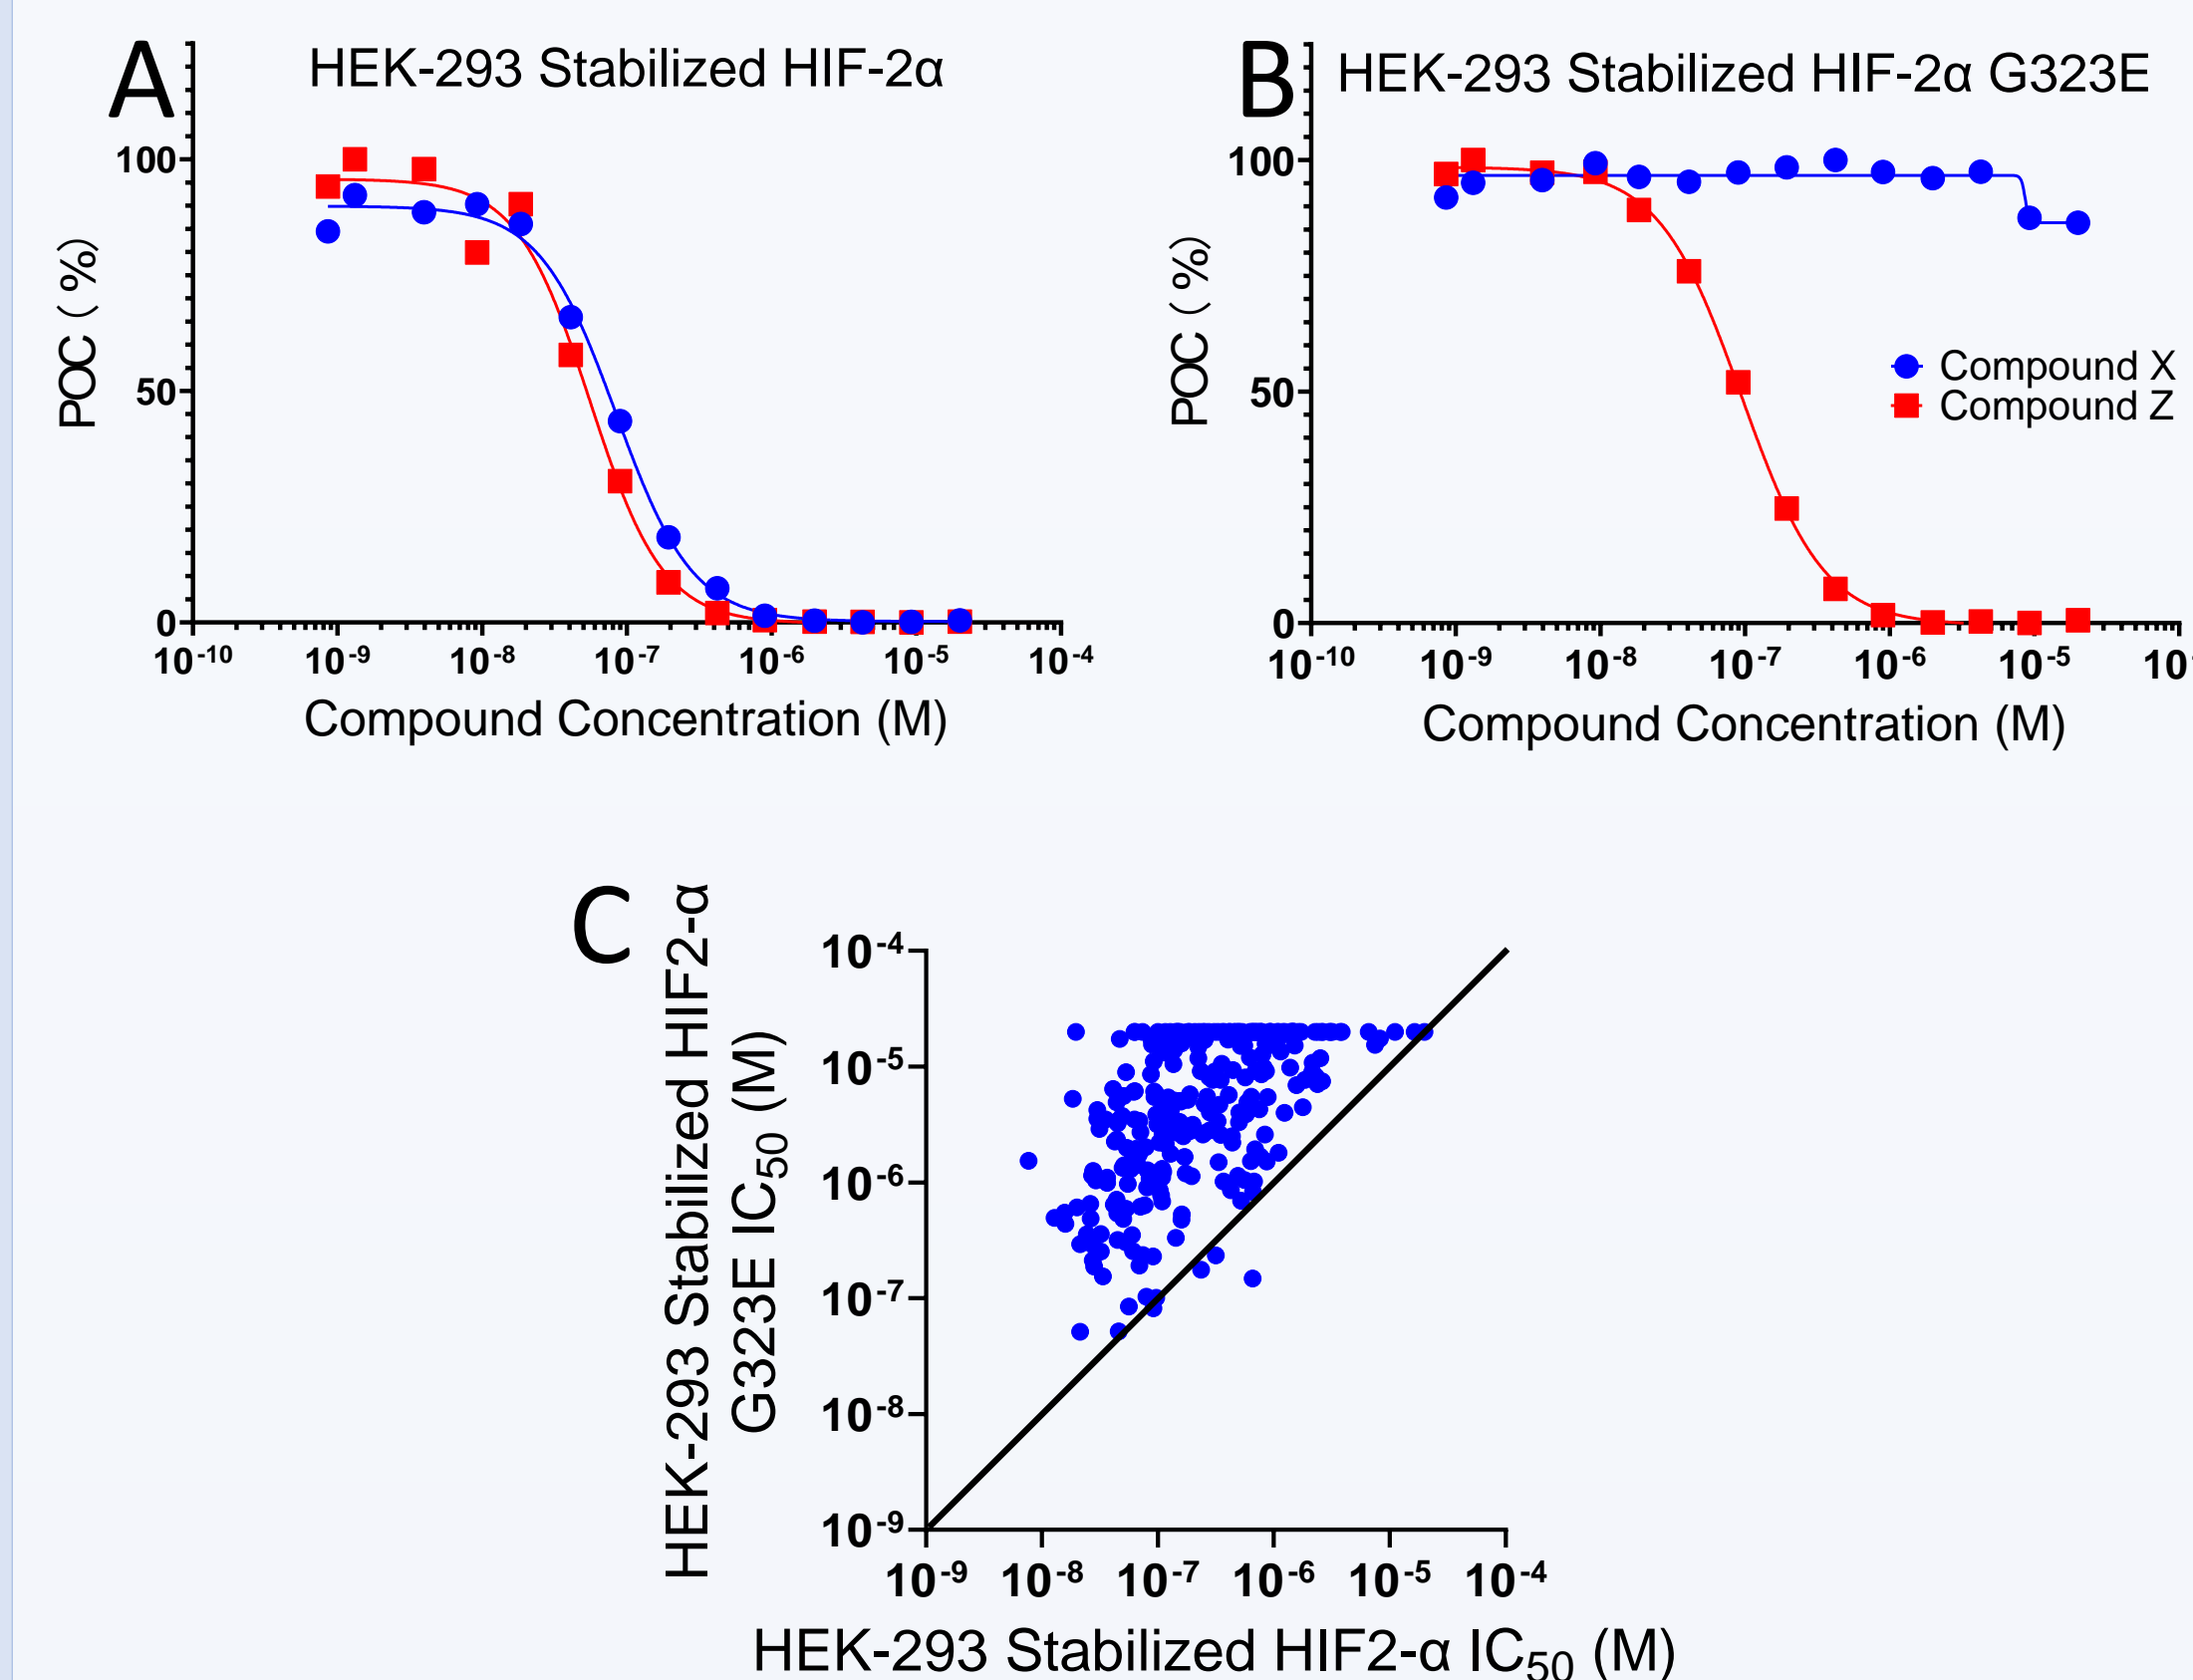 A
HEK-293 Stabilized HIF-2α
POC ( %)
100
50
0
10-10 10-9 10-8 10-7 10-6 10-5 10-4
Compound Concentration (M)
B
HEK-293 Stabilized HIF-2α G323E
POC ( %)
100
50
0
Compound X
Compound Z
10-10 10-9 10-8 10-7 10-6 10-5 10
Compound Concentration (M)
C
HEK-293 Stabilized HIF2-α
G323E IC50 (M)
10-4
10-5
10-6
10-7
10-8
10-9
10-9 10-8 10-7 10-6 10-5 10-4
HEK-293 Stabilized HIF2-α IC50 (M)